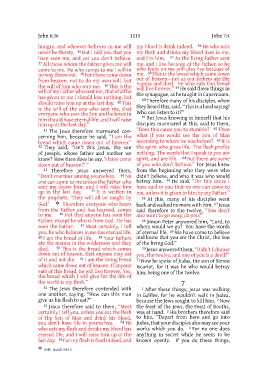 John 6:36
1115
John 7:4
hungry, and whoever believes in me will
never be thirsty. 36 But I told you that you
have seen me, and yet you don't believe.
37 All those whom the Father gives me will
come to me. He who comes to me I will in
no way throw out. 38 For I have come down
from heaven, not to do my own will, but
the will of him who sent me. 39 This is the
will of my Father who sent me, that of all he
has given to me I should lose nothing, but
should raise him up at the last day. 40 This
is the will of the one who sent me, that
everyone who sees the Son and believes in
him should have eternal life; and I will raise
him up at the last day."
41 The Jews therefore murmured con-
cerning him, because he said, "I am the
bread which came down out of heaven."
42 They said, "Isn't this Jesus, the son
of Joseph, whose father and mother we
know? How then does he say, 'I have come
down out of heaven'?"
43 Therefore Jesus answered them,
"Don't murmur among yourselves. 44 No
one can come to me unless the Father who
sent me draws him; and I will raise him
up in the last day. 45 It is written in
the prophets, 'They will all be taught by
God.' Therefore everyone who hears
from the Father and has learned, comes
to me. 46 Not that anyone has seen the
Father, except he who is from God. He has
seen the Father. 47 Most certainly, I tell
you, he who believes in me has eternal life.
48 I am the bread of life. 49 Your fathers
ate the manna in the wilderness and they
died. 50 This is the bread which comes
down out of heaven, that anyone may eat
of it and not die. 51 I am the living bread
which came down out of heaven. If anyone
eats of this bread, he will live forever. Yes,
the bread which I will give for the life of
the world is my flesh."
52 The Jews therefore contended with
one another, saying, "How can this man
give us his flesh to eat?"
53 Jesus therefore said to them, "Most
certainly I tell you, unless you eat the flesh
of the Son of Man and drink his blood,
you don't have life in yourselves. 54 He
who eats my flesh and drinks my blood has
eternal life, and I will raise him up at the
last day. 55 For my flesh is food indeed, and
my blood is drink indeed. 56 He who eats
my flesh and drinks my blood lives in me,
and I in him. 57 As the living Father sent
me, and I live because of the Father, so he
who feeds on me will also live because of
me. 58 This is the bread which came down
out of heaven—not as our fathers ate the
manna and died. He who eats this bread
will live forever." 59 He said these things in
the synagogue, as he taught in Capernaum.
60 Therefore many of his disciples, when
they heard this, said, "This is a hard saying!
Who can listen to it?"
61 But Jesus knowing in himself that his
disciples murmured at this, said to them,
"Does this cause you to stumble? 62 Then
what if you would see the Son of Man
ascending to where he was before? 63 It is
the spirit who gives life. The flesh profits
nothing. The words that I speak to you are
spirit, and are life. 64 But there are some
of you who don't believe." For Jesus knew
from the beginning who they were who
didn't believe, and who it was who would
betray him. 65 He said, "For this cause I
have said to you that no one can come to
me, unless it is given to him by my Father."
66 At this, many of his disciples went
back and walked no more with him. 67 Jesus
said therefore to the twelve, "You don't
also want to go away, do you?"
68 Simon Peter answered him, "Lord, to
whom would we go? You have the words
of eternal life. 69 We have come to believe
and know that you are the Christ, the Son
of the living God."
70 Jesus answered them, "Didn't I choose
you, the twelve, and one of you is a devil?"
71 Now he spoke of Judas, the son of Simon
Iscariot, for it was he who would betray
him, being one of the twelve.
7
1 After these things, Jesus was walking
in Galilee, for he wouldn't walk in Judea,
because the Jews sought to kill him. 2 Now
the feast of the Jews, the Feast of Booths,
was at hand. 3 His brothers therefore said
to him, "Depart from here and go into
Judea, that your disciples also may see your
works which you do. 4 For no one does
anything in secret while he seeks to be
known openly. If you do these things,